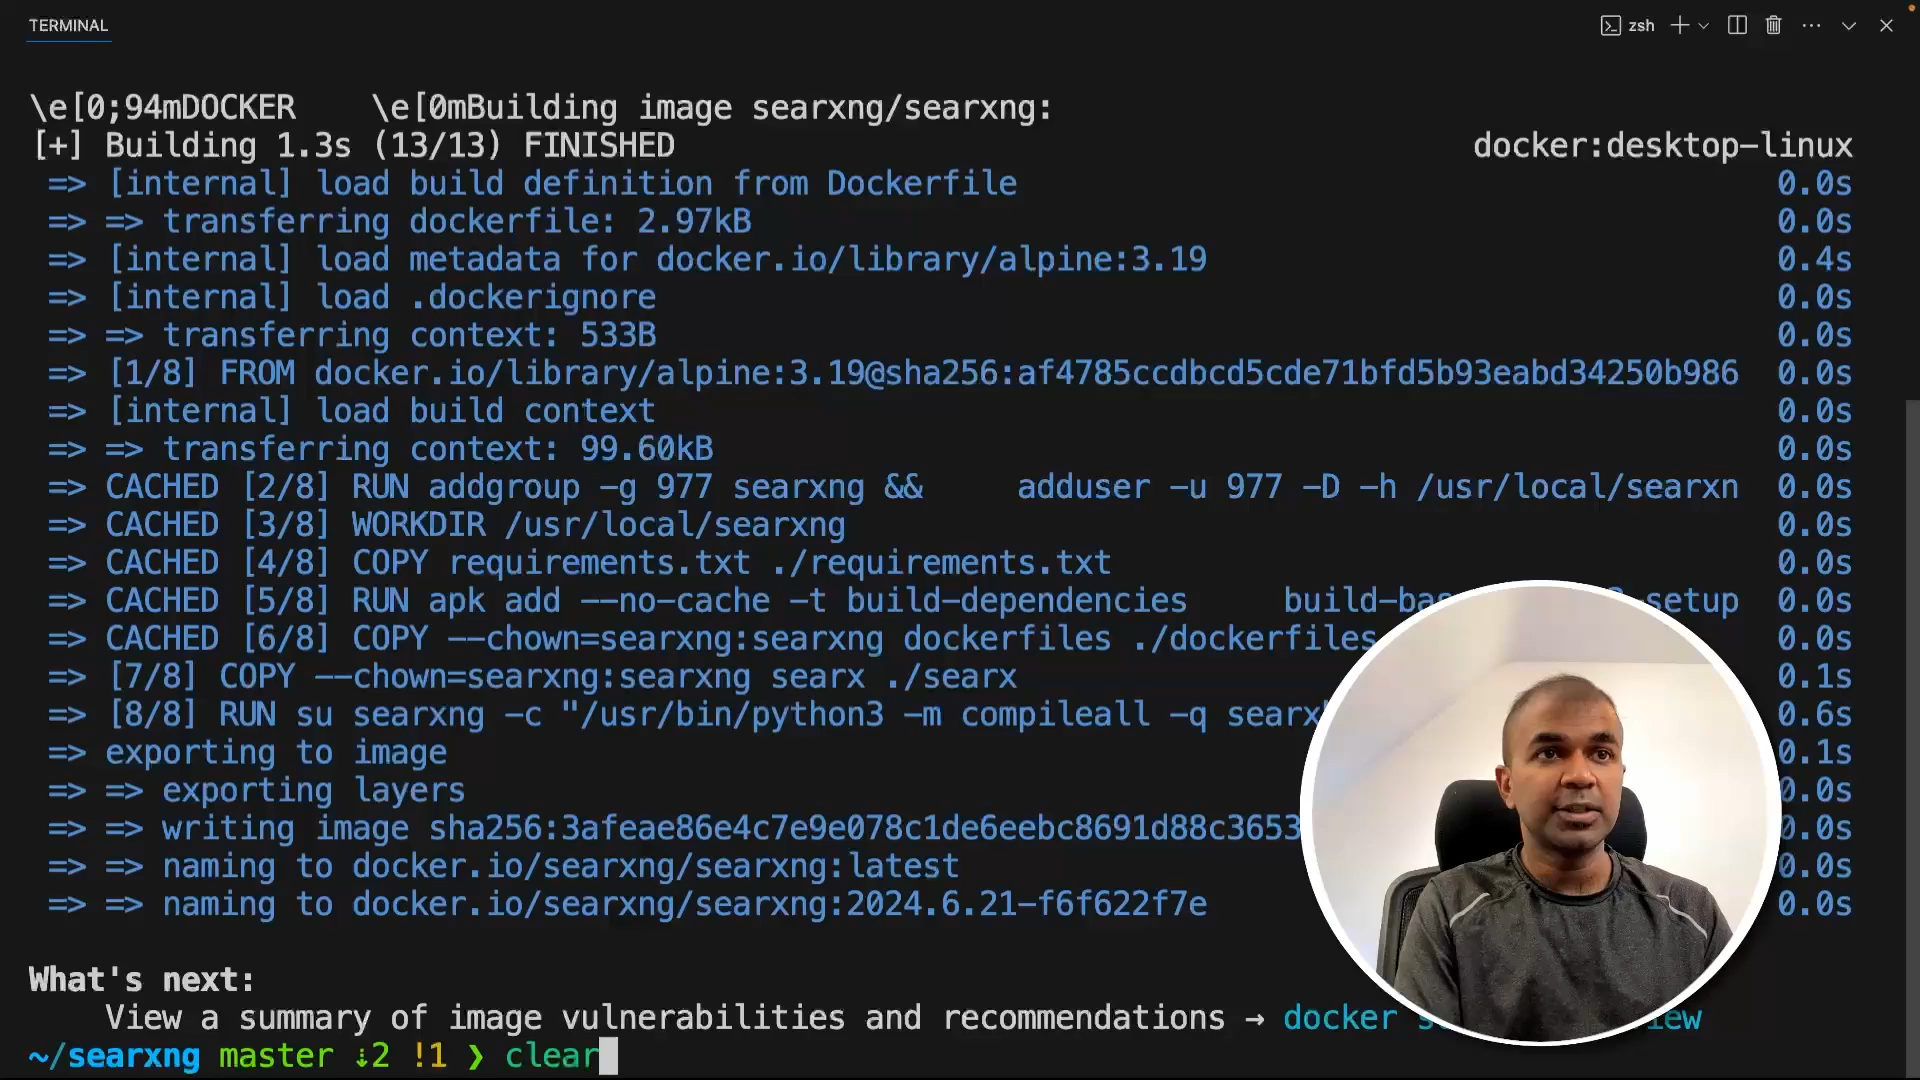 TERMINAL
zsh
\e[0;94mDOCKER    \e[0mBuilding image searxng/searxng:
[+] Building 1.3s (13/13) FINISHED docker:desktop-linux
=> [internal] load build definition from Dockerfile 0.0s
=> => transferring dockerfile: 2.97kB 0.0s
=> [internal] load metadata for docker.io/library/alpine:3.19 0.4s
=> [internal] load .dockerignore 0.0s
=> => transferring context: 533B 0.0s
=> [1/8] FROM docker.io/library/alpine:3.19@sha256:af4785ccdbcd5cde71bfd5b93eabd34250b986 0.0s
=> [internal] load build context 0.0s
=> => transferring context: 99.60kB 0.0s
=> CACHED [2/8] RUN addgroup -g 977 searxng &&     adduser -u 977 -D -h /usr/local/searxn 0.0s
=> CACHED [3/8] WORKDIR /usr/local/searxng 0.0s
=> CACHED [4/8] COPY requirements.txt ./requirements.txt 0.0s
=> CACHED [5/8] RUN apk add --no-cache -t build-dependencies     build-ba setup 0.0s
=> CACHED [6/8] COPY --chown=searxng:searxng dockerfiles ./dockerfiles 0.0s
=> [7/8] COPY --chown=searxng:searxng searx ./searx 0.1s
=> [8/8] RUN su searxng -c "/usr/bin/python3 -m compileall -q searx 0.6s
=> exporting to image 0.1s
=> => exporting layers 0.0s
=> => writing image sha256:3afeae86e4c7e9e078c1de6eebc8691d88c3653 0.0s
=> => naming to docker.io/searxng/searxng:latest 0.0s
=> => naming to docker.io/searxng/searxng:2024.6.21-f6f622f7e 0.0s
What's next:
View a summary of image vulnerabilities and recommendations → docker
~/searxng master ⇣2 !1 ❯ clear